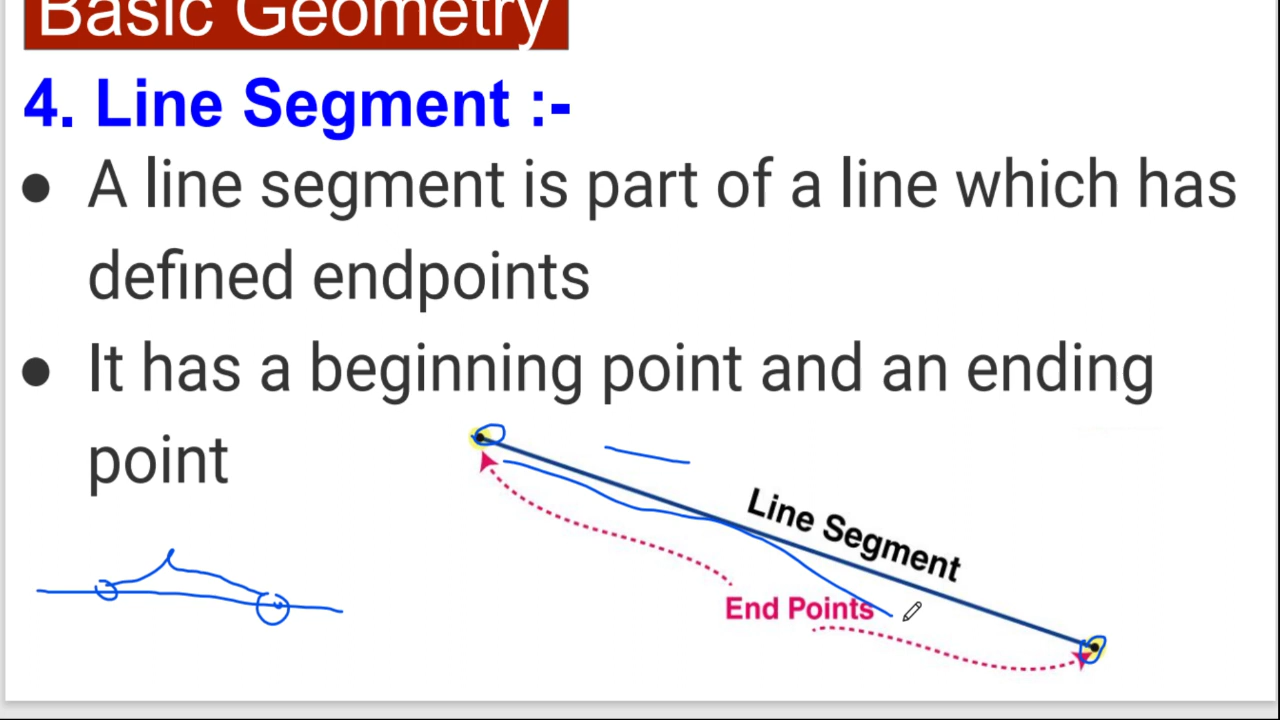 Basic Geometry
4. Line Segment :-
● A line segment is part of a line which has
defined endpoints
● It has a beginning point and an ending
point
Line Segment
End Points